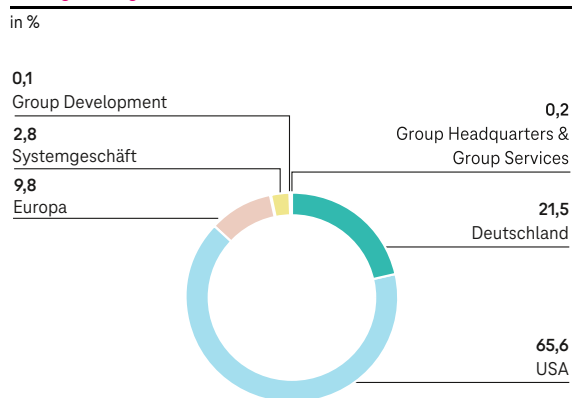 in %
0,1
Group Development
2,8
Systemgeschäft
9,8
Europa
0,2
Group Headquarters &
Group Services
21,5
Deutschland
65,6
USA